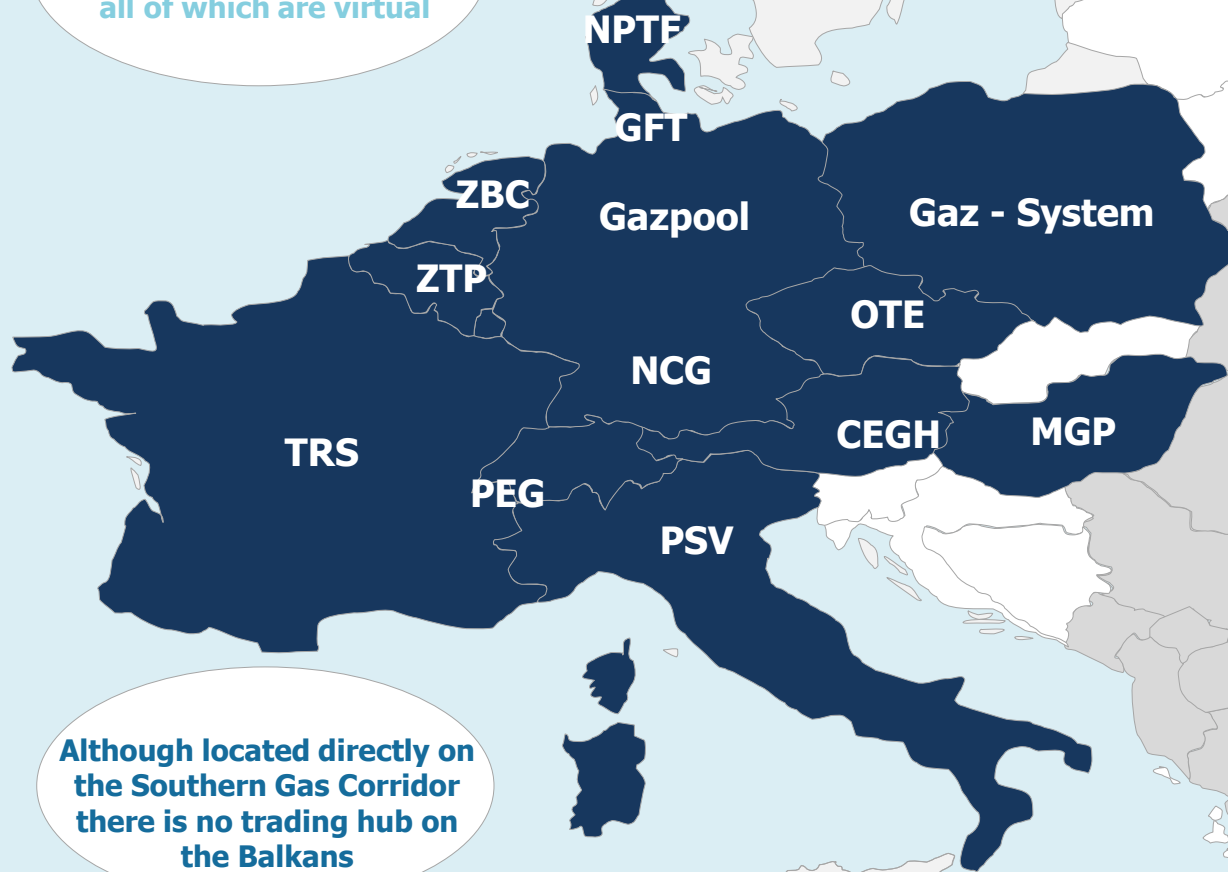 all of which are virtual
NPTF
GFT
ZBC
Gazpool
Gaz - System
ZTP
OTE
NCG
CEGH
MGP
TRS
PEG
PSV
Although located directly on
the Southern Gas Corridor
there is no trading hub on
the Balkans